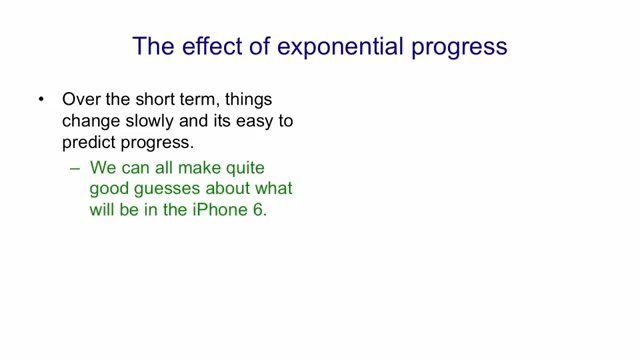 The effect of exponential progress
• Over the short term, things
change slowly and its easy to
predict progress.
– We can all make quite
good guesses about what
will be in the iPhone 6.